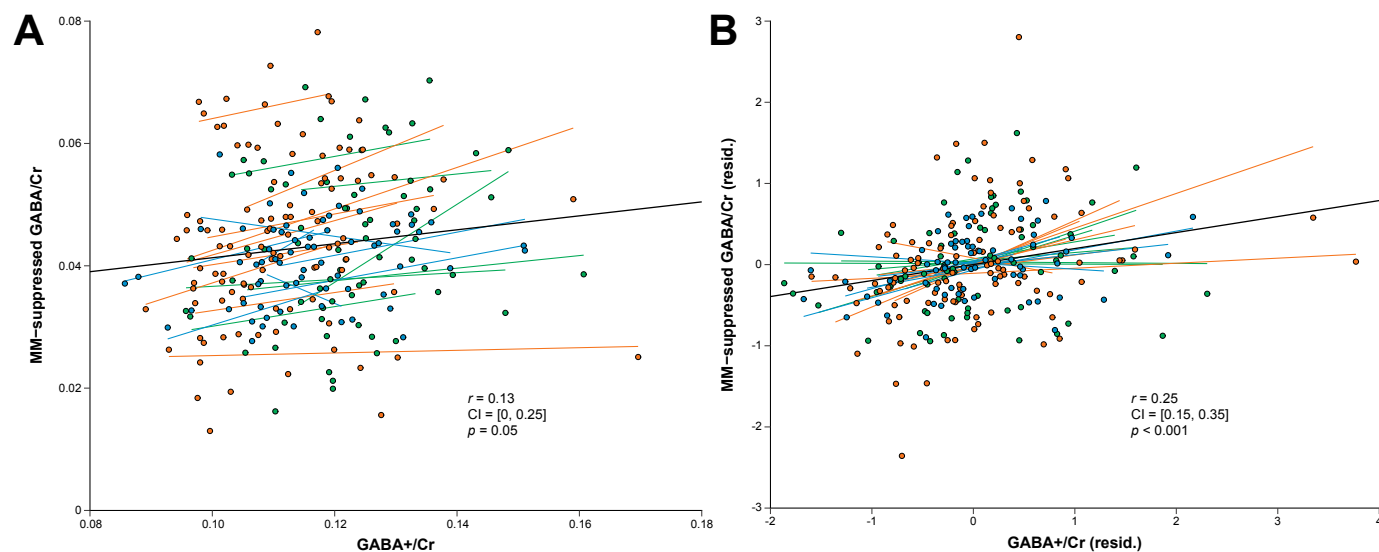 A
MM−suppressed GABA/Cr
0.08
0.06
0.04
0.02
0
r = 0.13
CI = [0, 0.25]
p = 0.05
0.08 0.10 0.12 0.14 0.16 0.18
GABA+/Cr
B
MM−suppressed GABA/Cr (resid.)
3
2
1
0
-1
-2
-3
r = 0.25
CI = [0.15, 0.35]
p < 0.001
-2 -1 0 1 2 3 4
GABA+/Cr (resid.)